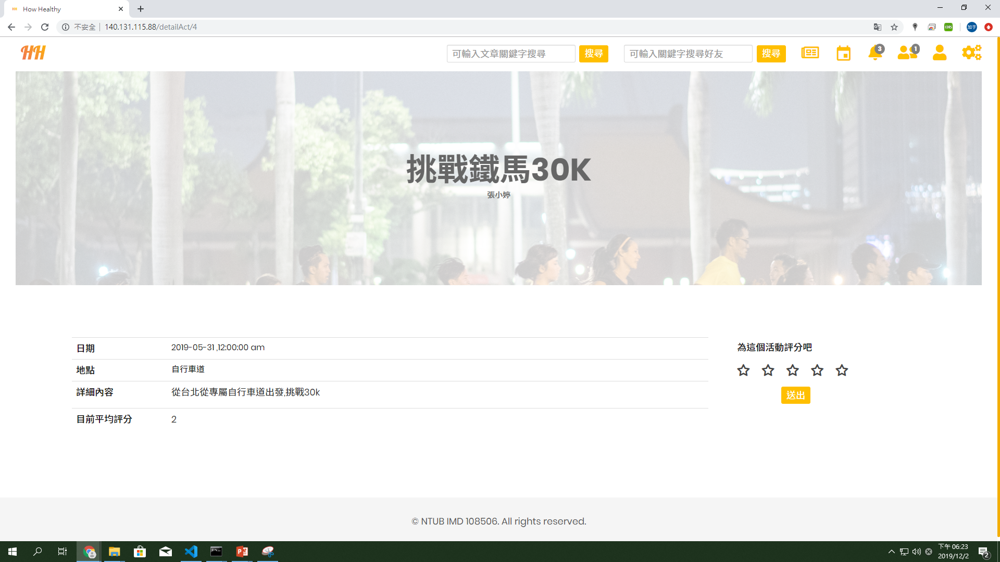 How Healthy
不安全
140.131.115.88/detailAct/4
CORS
加于
HH
可輸入文章關鍵字搜尋
搜尋
可輸入關鍵字搜尋好友
搜尋
3
1
挑戰鐵馬30K
張小婷
日期 2019-05-31 ,12:00:00 am
地點 自行車道
詳細內容 從台北從專屬自行車道出發,挑戰30k
目前平均評分 2
為這個活動評分吧
送出
© NTUB IMD 108506. All rights reserved.
下午 06:23
2019/12/2
2